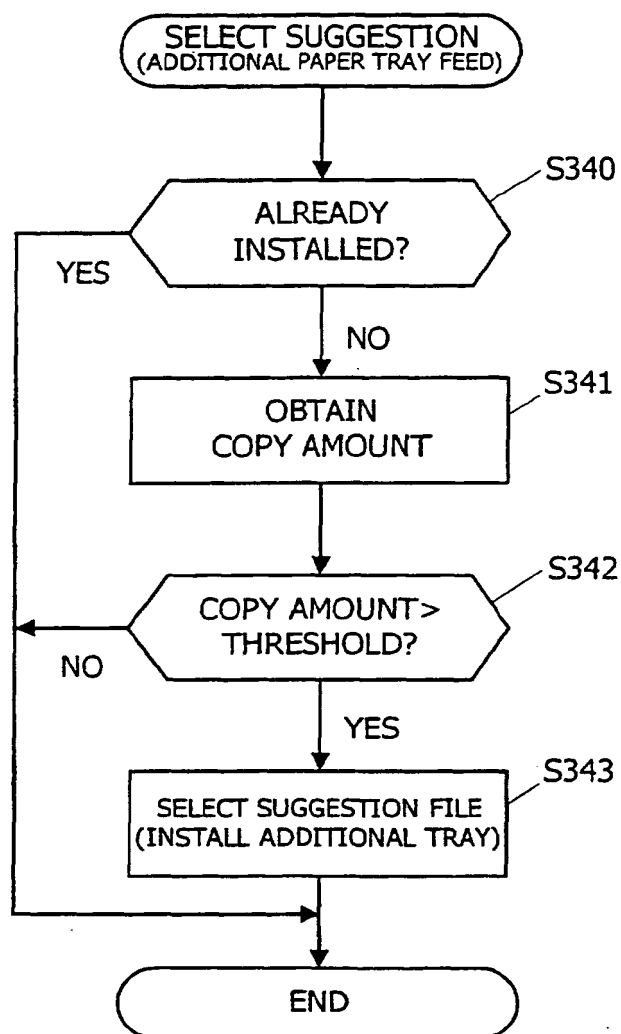 SELECT SUGGESTION
(ADDITIONAL PAPER TRAY FEED)
S340
ALREADY
INSTALLED?
YES
NO
S341
OBTAIN
COPY AMOUNT
S342
COPY AMOUNT>
THRESHOLD?
NO
YES
S343
SELECT SUGGESTION FILE
(INSTALL ADDITIONAL TRAY)
END